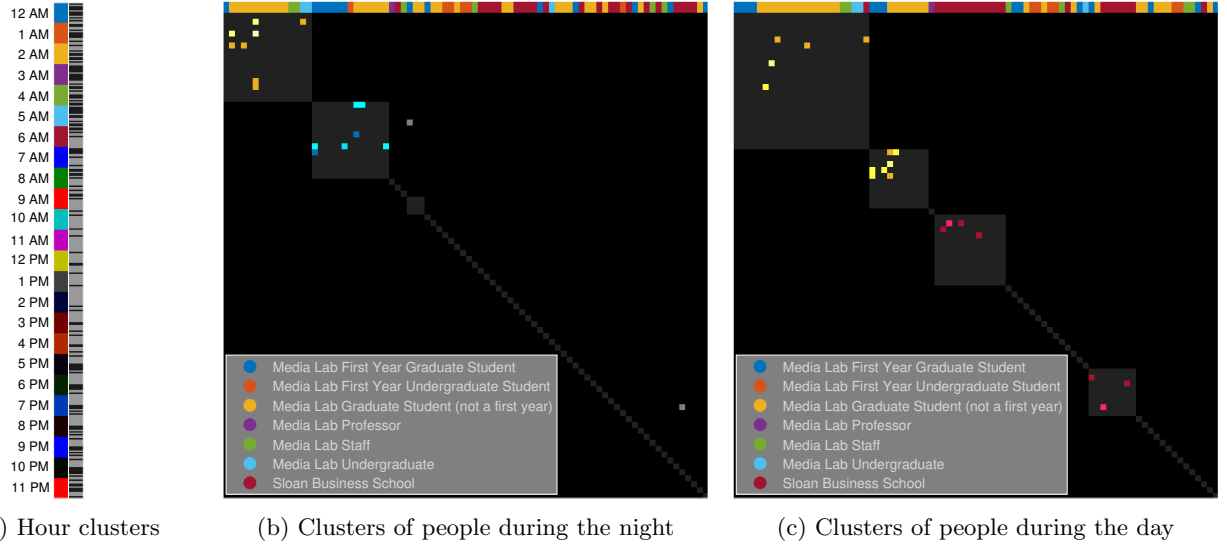 12 AM
1 AM
2 AM
3 AM
4 AM
5 AM
6 AM
7 AM
8 AM
9 AM
10 AM
11 AM
12 PM
1 PM
2 PM
3 PM
4 PM
5 PM
6 PM
7 PM
8 PM
9 PM
10 PM
11 PM
Media Lab First Year Graduate Student
Media Lab First Year Undergraduate Student
Media Lab Graduate Student (not a first year)
Media Lab Professor
Media Lab Staff
Media Lab Undergraduate
Sloan Business School
Media Lab First Year Graduate Student
Media Lab First Year Undergraduate Student
Media Lab Graduate Student (not a first year)
Media Lab Professor
Media Lab Staff
Media Lab Undergraduate
Sloan Business School
) Hour clusters
(b) Clusters of people during the night
(c) Clusters of people during the day